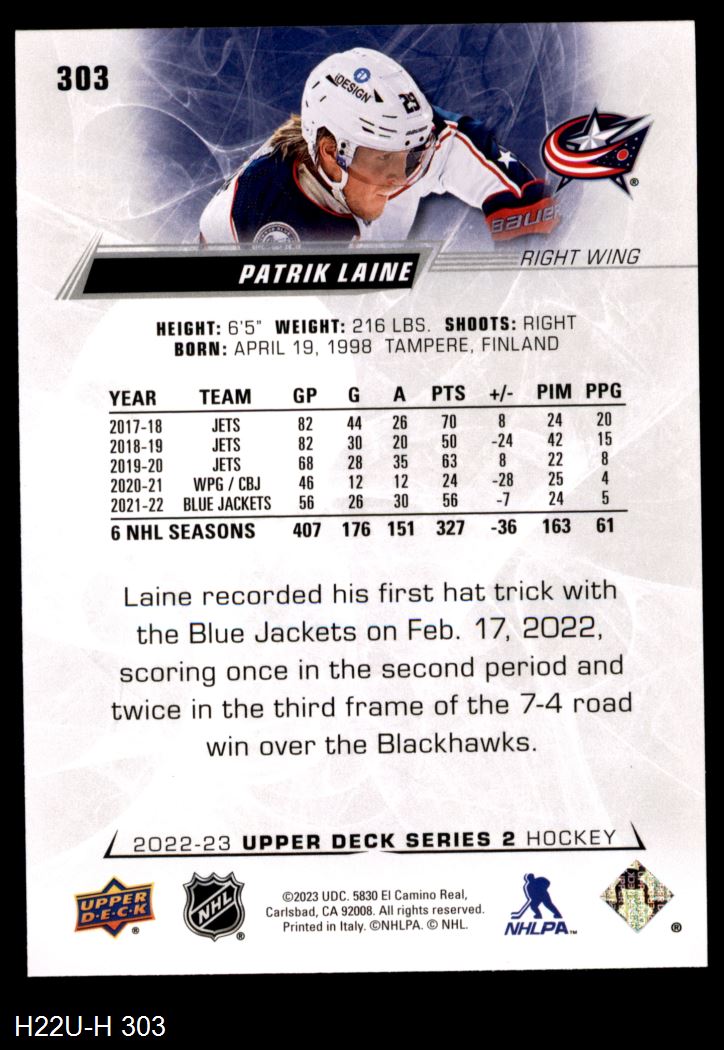 303
iDESIGN
29
BAUER
®
RIGHT WING
PATRIK LAINE
HEIGHT: 6'5" WEIGHT: 216 LBS. SHOOTS: RIGHT
BORN: APRIL 19, 1998 TAMPERE, FINLAND
YEAR TEAM GP G A PTS +/- PIM PPG
2017-18 JETS 82 44 26 70 8 24 20
2018-19 JETS 82 30 20 50 -24 42 15
2019-20 JETS 68 28 35 63 8 22 8
2020-21 WPG / CBJ 46 12 12 24 -28 25 4
2021-22 BLUE JACKETS 56 26 30 56 -7 24 5
6 NHL SEASONS 407 176 151 327 -36 163 61
Laine recorded his first hat trick with
the Blue Jackets on Feb. 17, 2022,
scoring once in the second period and
twice in the third frame of the 7-4 road
win over the Blackhawks.
2022-23 UPPER DECK SERIES 2 HOCKEY
UPPER
D·E·C·K ®
NHL ®
©2023 UDC. 5830 El Camino Real,
Carlsbad, CA 92008. All rights reserved.
Printed in Italy. ©NHLPA. © NHL.
NHLPA™
®
H22U-H 303